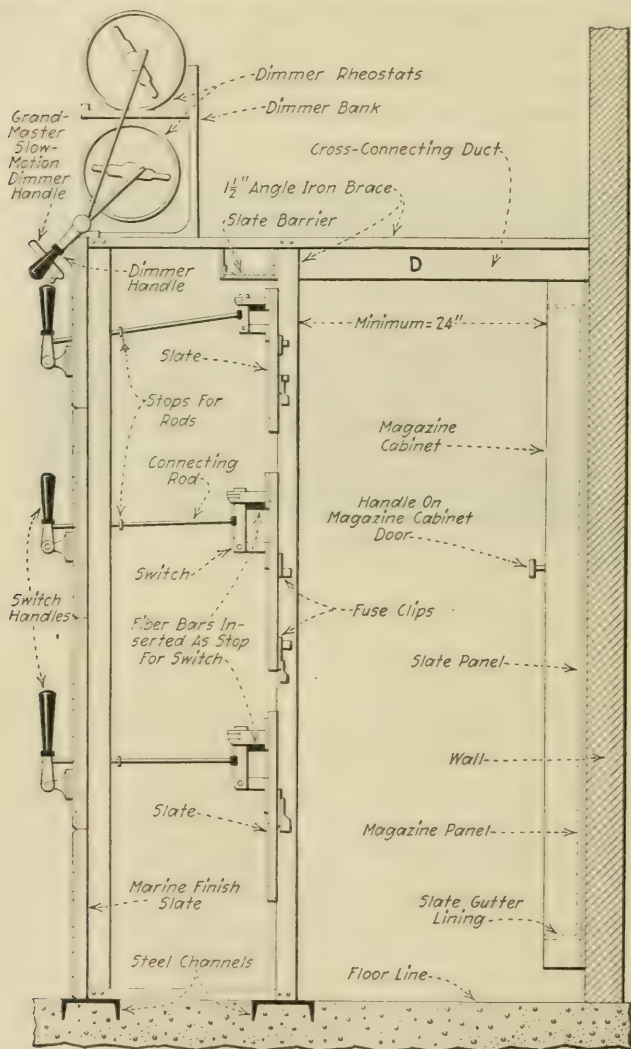 Dimmer Rheostats
Dimmer Bank
Grand-
Master
Slow-
Motion
Dimmer
Handle
Cross-Connecting Duct
1½" Angle Iron Brace
Slate Barrier
D
Dimmer
Handle
Minimum=24"
Slate
Stops For
Rods
Magazine
Cabinet
Connecting
Rod
Handle On
Magazine Cabinet
Door
Switch
Switch
Handles
Fuse Clips
Fiber Bars In-
serted As Stop
For Switch
Slate Panel
Wall
Slate
Magazine Panel
Marine Finish
Slate
Slate Gutter
Lining
Steel Channels
Floor Line